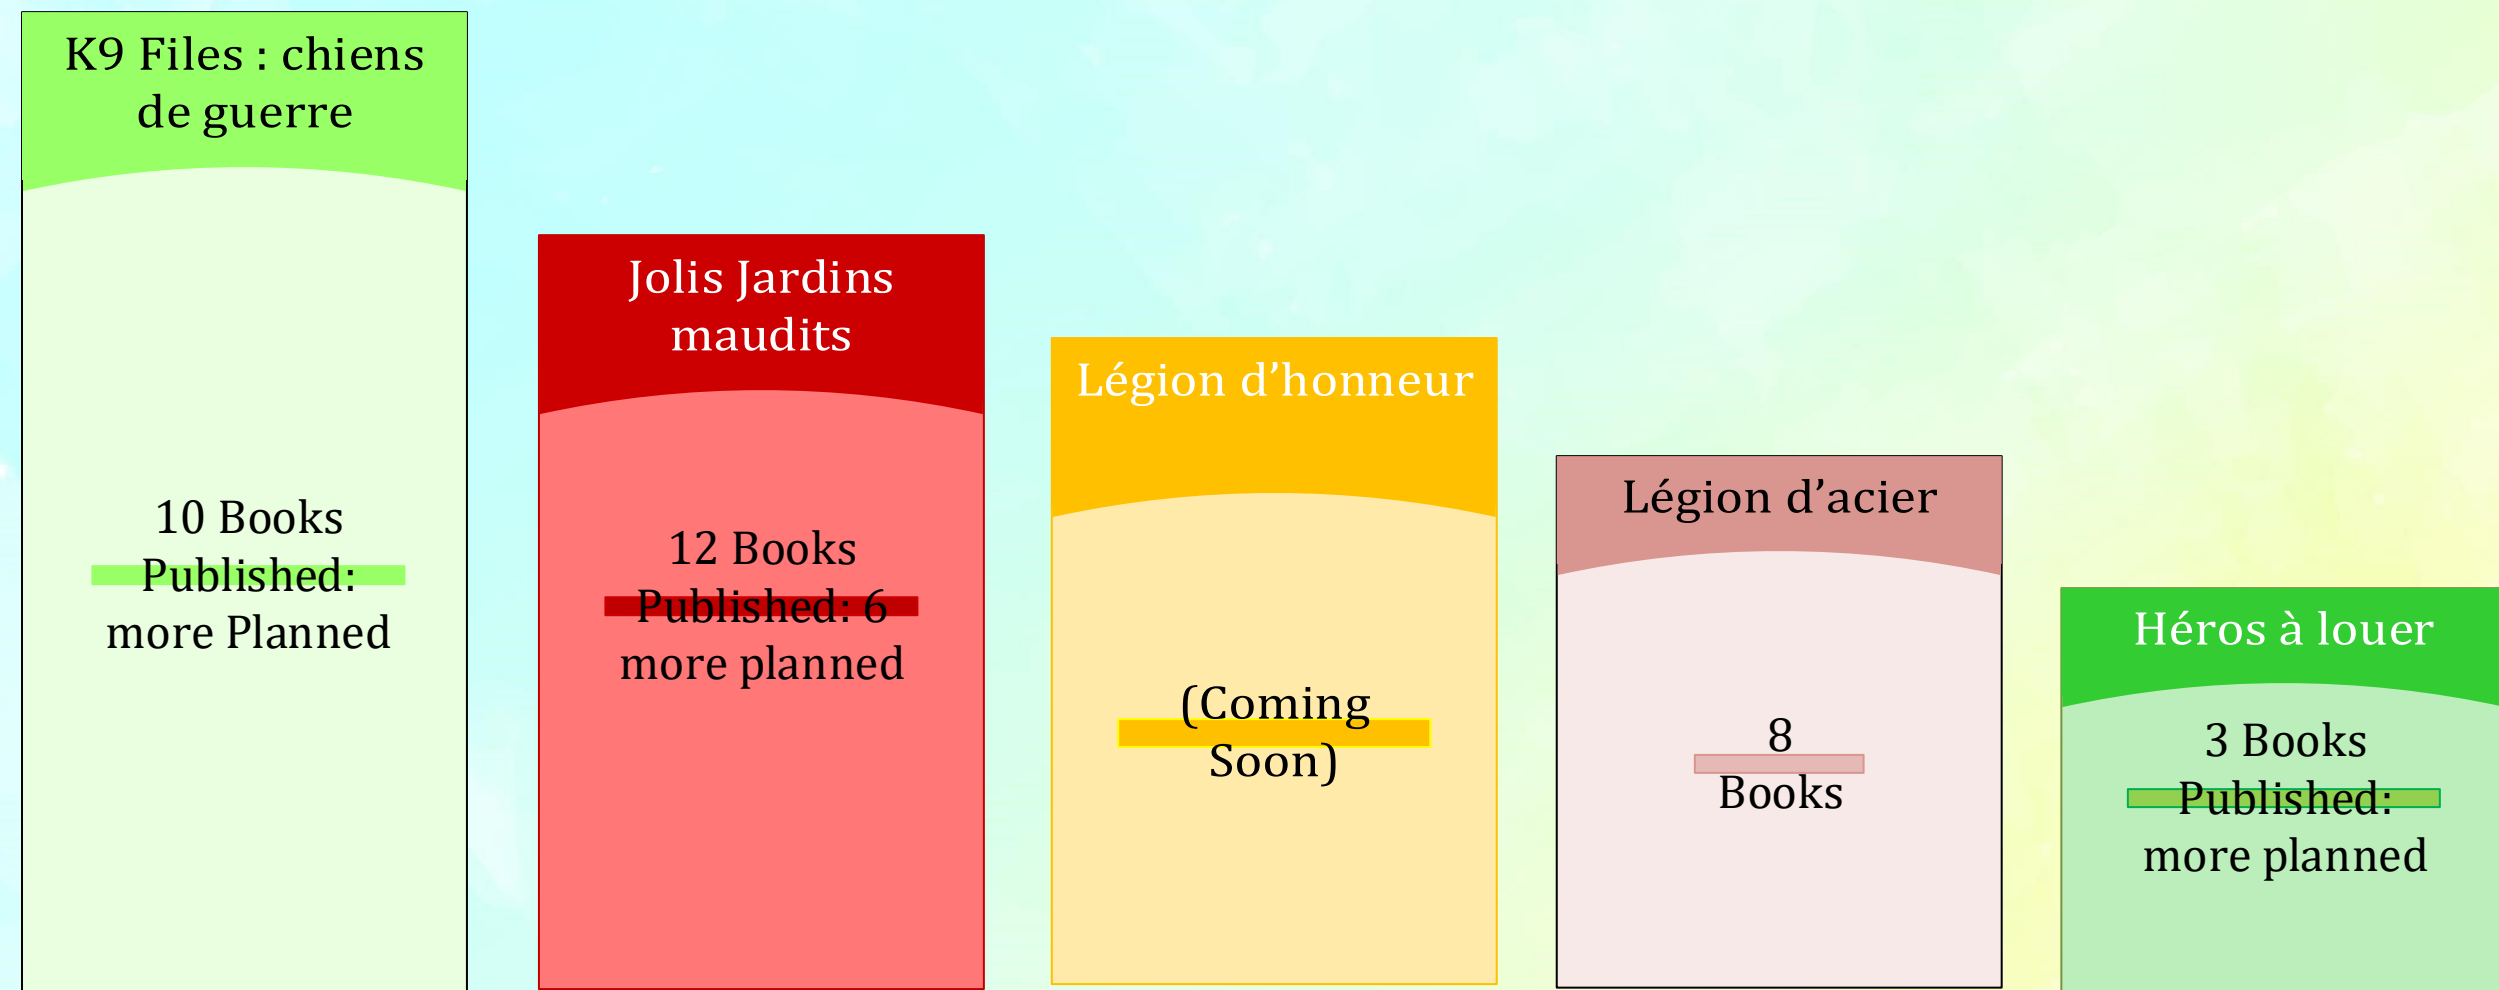 K9 Files : chiens
de guerre
10 Books
Published:
more Planned
Jolis Jardins
maudits
12 Books
Published: 6
more planned
Légion d’honneur
(Coming
Soon)
Légion d’acier
8
Books
Héros à louer
3 Books
Published:
more planned